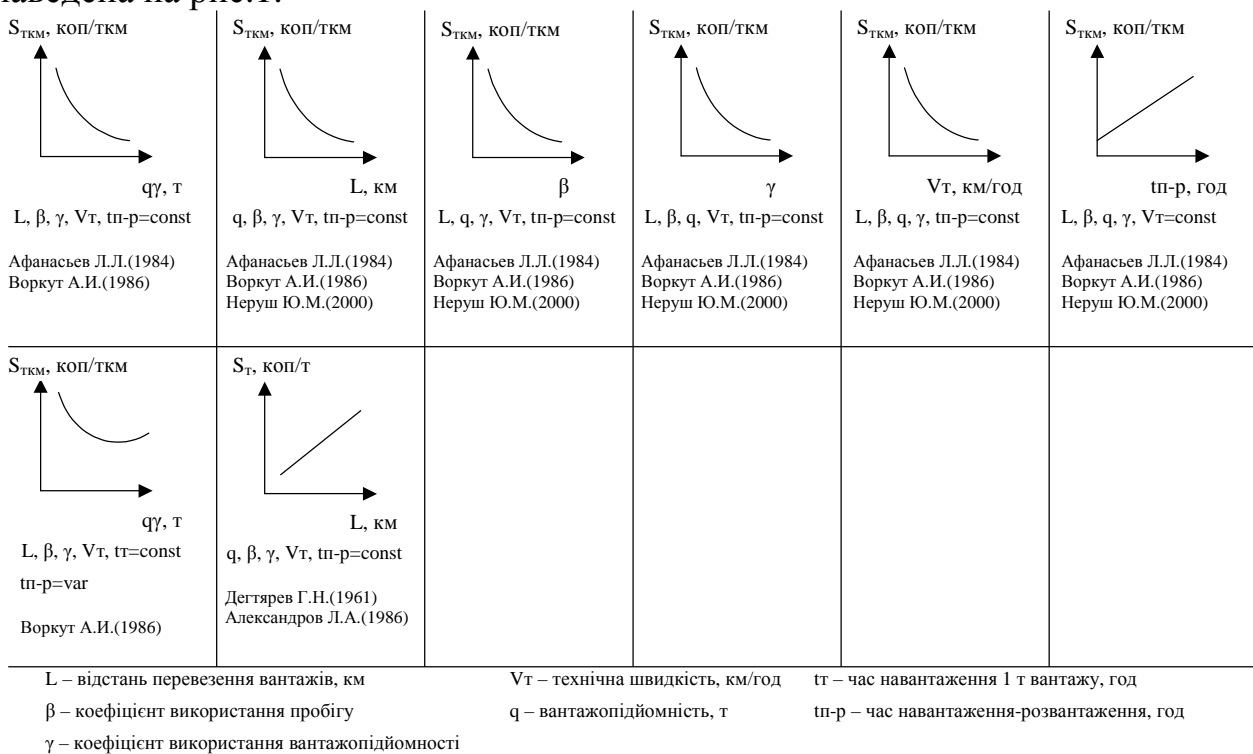 наведена на рис.1.
Sткм, коп/ткм
qγ, т
L, β, γ, Vт, tп-р=const
Афанасьев Л.Л.(1984)
Воркут А.И.(1986)
Sткм, коп/ткм
L, км
q, β, γ, Vт, tп-р=const
Афанасьев Л.Л.(1984)
Воркут А.И.(1986)
Неруш Ю.М.(2000)
Sткм, коп/ткм
β
L, q, γ, Vт, tп-р=const
Афанасьев Л.Л.(1984)
Воркут А.И.(1986)
Неруш Ю.М.(2000)
Sткм, коп/ткм
γ
L, β, q, Vт, tп-р=const
Афанасьев Л.Л.(1984)
Воркут А.И.(1986)
Неруш Ю.М.(2000)
Sткм, коп/ткм
Vт, км/год
L, β, q, γ, tп-р=const
Афанасьев Л.Л.(1984)
Воркут А.И.(1986)
Неруш Ю.М.(2000)
Sткм, коп/ткм
tп-р, год
L, β, q, γ, Vт=const
Афанасьев Л.Л.(1984)
Воркут А.И.(1986)
Неруш Ю.М.(2000)
Sткм, коп/ткм
qγ, т
L, β, γ, Vт, tт=const
tп-р=var
Воркут А.И.(1986)
Sт, коп/т
L, км
q, β, γ, Vт, tп-р=const
Дегтярев Г.Н.(1961)
Александров Л.А.(1986)
L – відстань перевезення вантажів, км
Vт – технічна швидкість, км/год
tт – час навантаження 1 т вантажу, год
β – коефіцієнт використання пробігу
q – вантажопідйомність, т
tп-р – час навантаження-розвантаження, год
γ – коефіцієнт використання вантажопідйомності